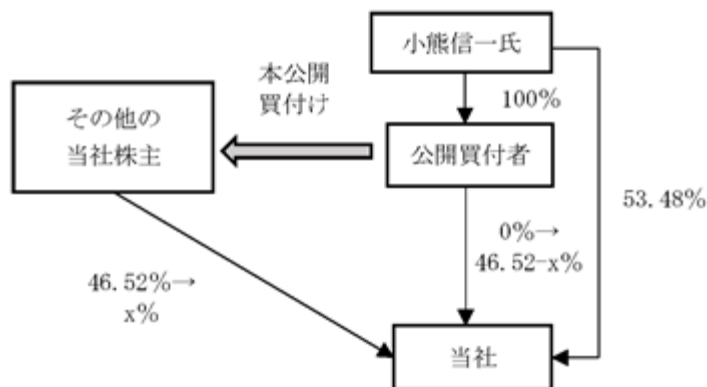 小熊信一氏
本公開
買付け
100%
その他の
当社株主
公開買付者
53.48%
0%→
46.52-x%
46.52%→
x%
当社